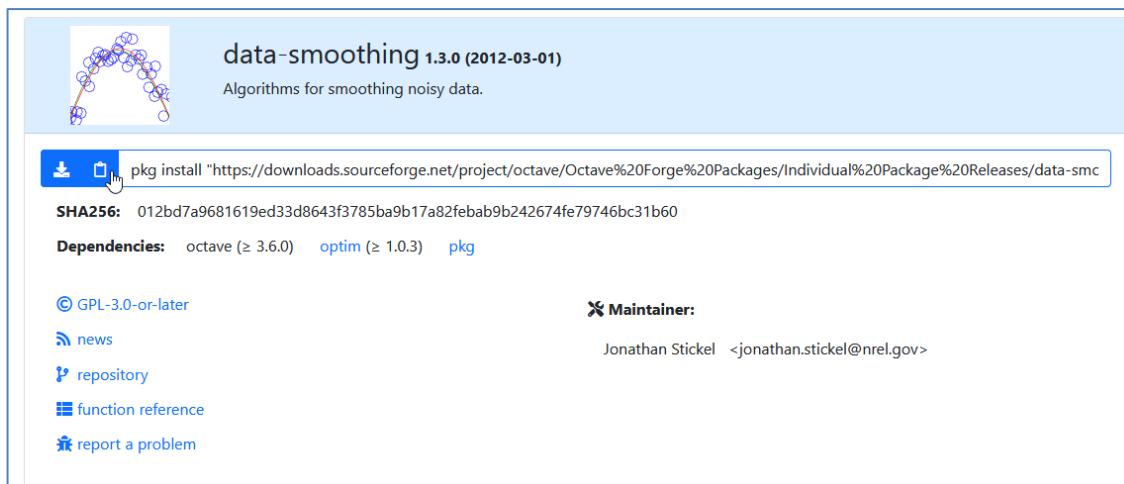 data-smoothing 1.3.0 (2012-03-01)
Algorithms for smoothing noisy data.
pkg install "https://downloads.sourceforge.net/project/octave/Octave%20Forge%20Packages/Individual%20Package%20Releases/data-smc
SHA256: 012bd7a9681619ed33d8643f3785ba9b17a82febab9b242674fe79746bc31b60
Dependencies: octave (≥ 3.6.0) optim (≥ 1.0.3) pkg
GPL-3.0-or-later
news
repository
function reference
report a problem
Maintainer:
Jonathan Stickel <jonathan.stickel@nrel.gov>